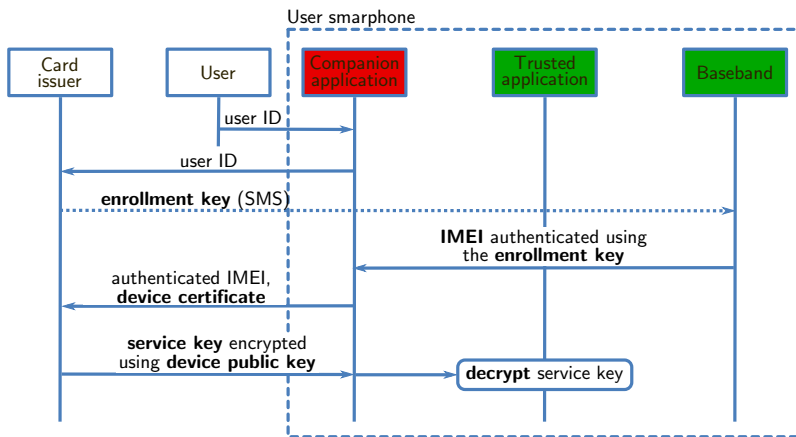 User smarphone
Card
issuer
User
Companion
application
Trusted
application
Baseband
user ID
user ID
enrollment key (SMS)
IMEI authenticated using
the enrollment key
authenticated IMEI,
device certificate
service key encrypted
using device public key
decrypt service key